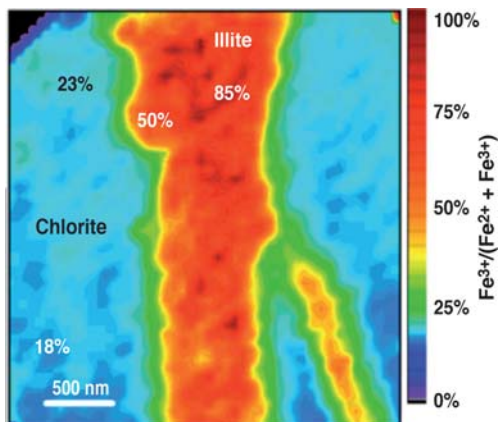 Illite
23%
85%
50%
Chlorite
18%
500 nm
100%
75%
50%
25%
0%
Fe³⁺/(Fe²⁺ + Fe³⁺)